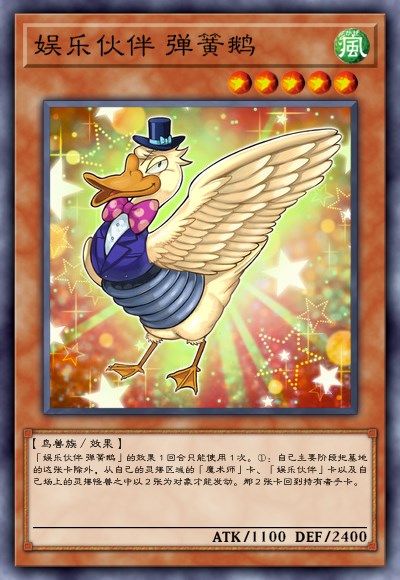 娱乐伙伴 弹簧鹅
風
【鸟兽族/效果】
「娱乐伙伴 弹簧鹅」的效果1回合只能使用1次。①:自己主要阶段把墓地
的这张卡除外,从自己的灵摆区域的「魔术师」卡、「娱乐伙伴」卡以及自
己场上的灵摆怪兽之中以2张为对象才能发动。那2张卡回到持有者手卡。
ATK/1100 DEF/2400